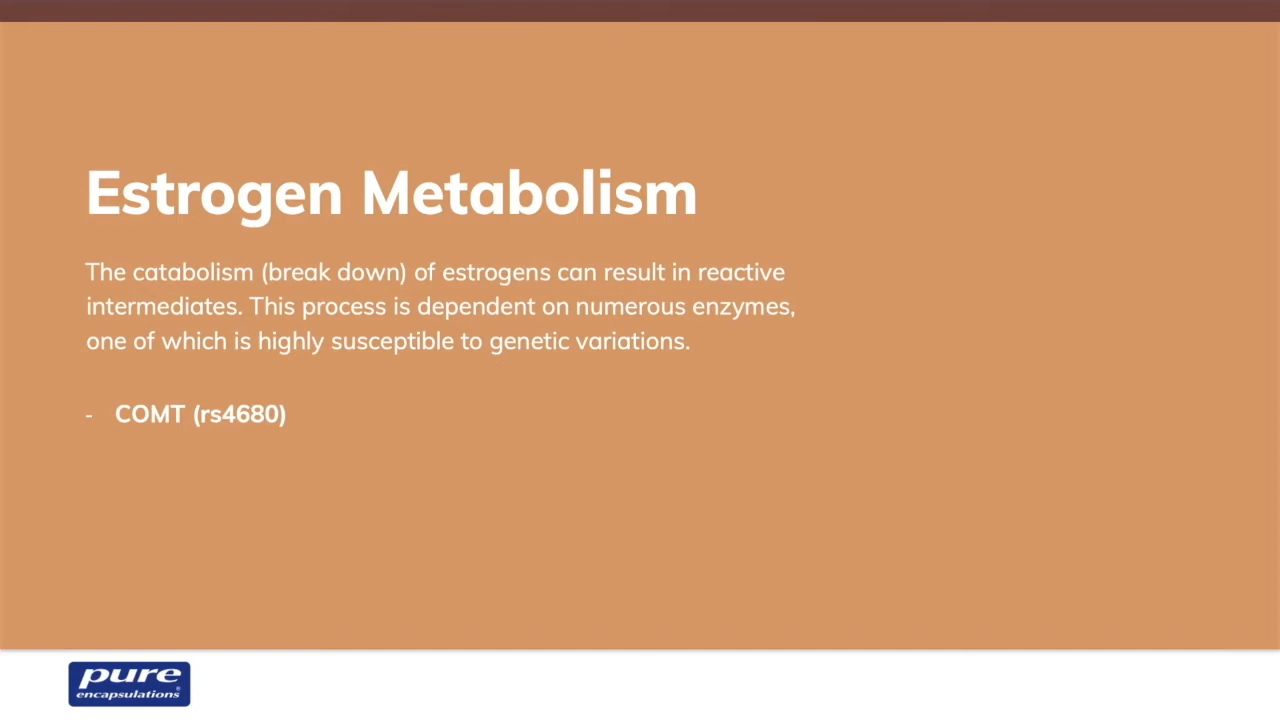 Estrogen Metabolism
The catabolism (break down) of estrogens can result in reactive
intermediates. This process is dependent on numerous enzymes,
one of which is highly susceptible to genetic variations.
- COMT (rs4680)
pure
encapsulations®